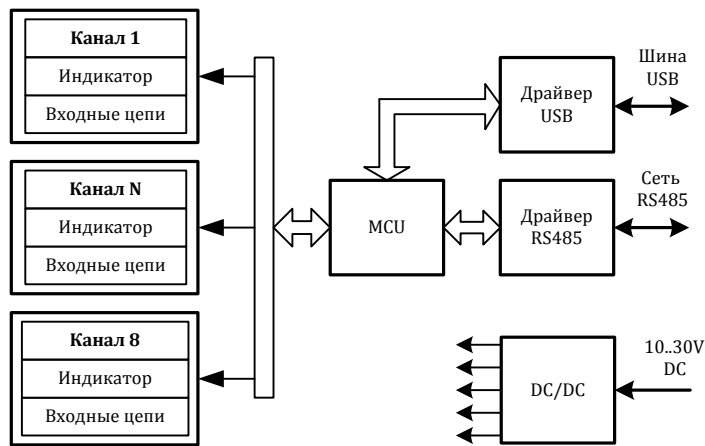 Канал 1
Индикатор
Входные цепи
Канал N
Индикатор
Входные цепи
Канал 8
Индикатор
Входные цепи
MCU
Драйвер
USB
Шина
USB
Драйвер
RS485
Сеть
RS485
DC/DC
10..30V
DC